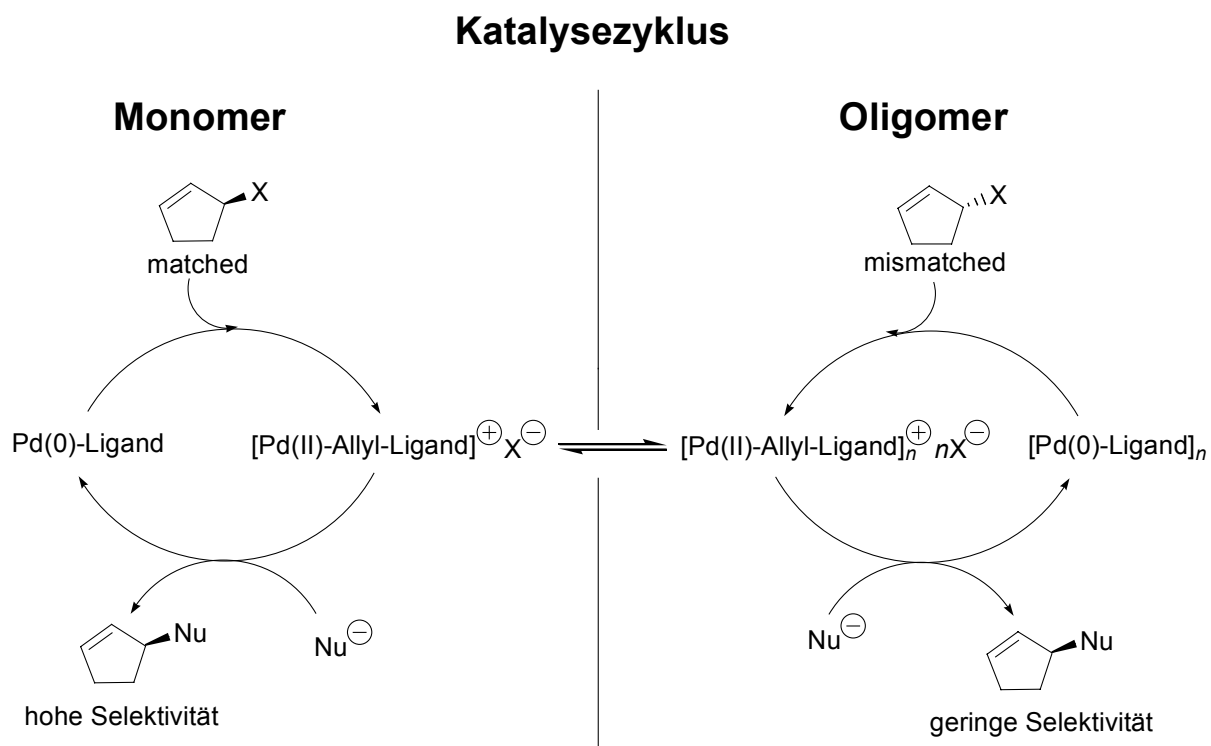 Katalysezyklus
Monomer
Oligomer
X
matched
X
mismatched
Pd(0)-Ligand
[Pd(II)-Allyl-Ligand]⊕ X⊖
[Pd(II)-Allyl-Ligand]n⊕ nX⊖
[Pd(0)-Ligand]n
Nu
Nu⊖
hohe Selektivität
Nu⊖
Nu
geringe Selektivität